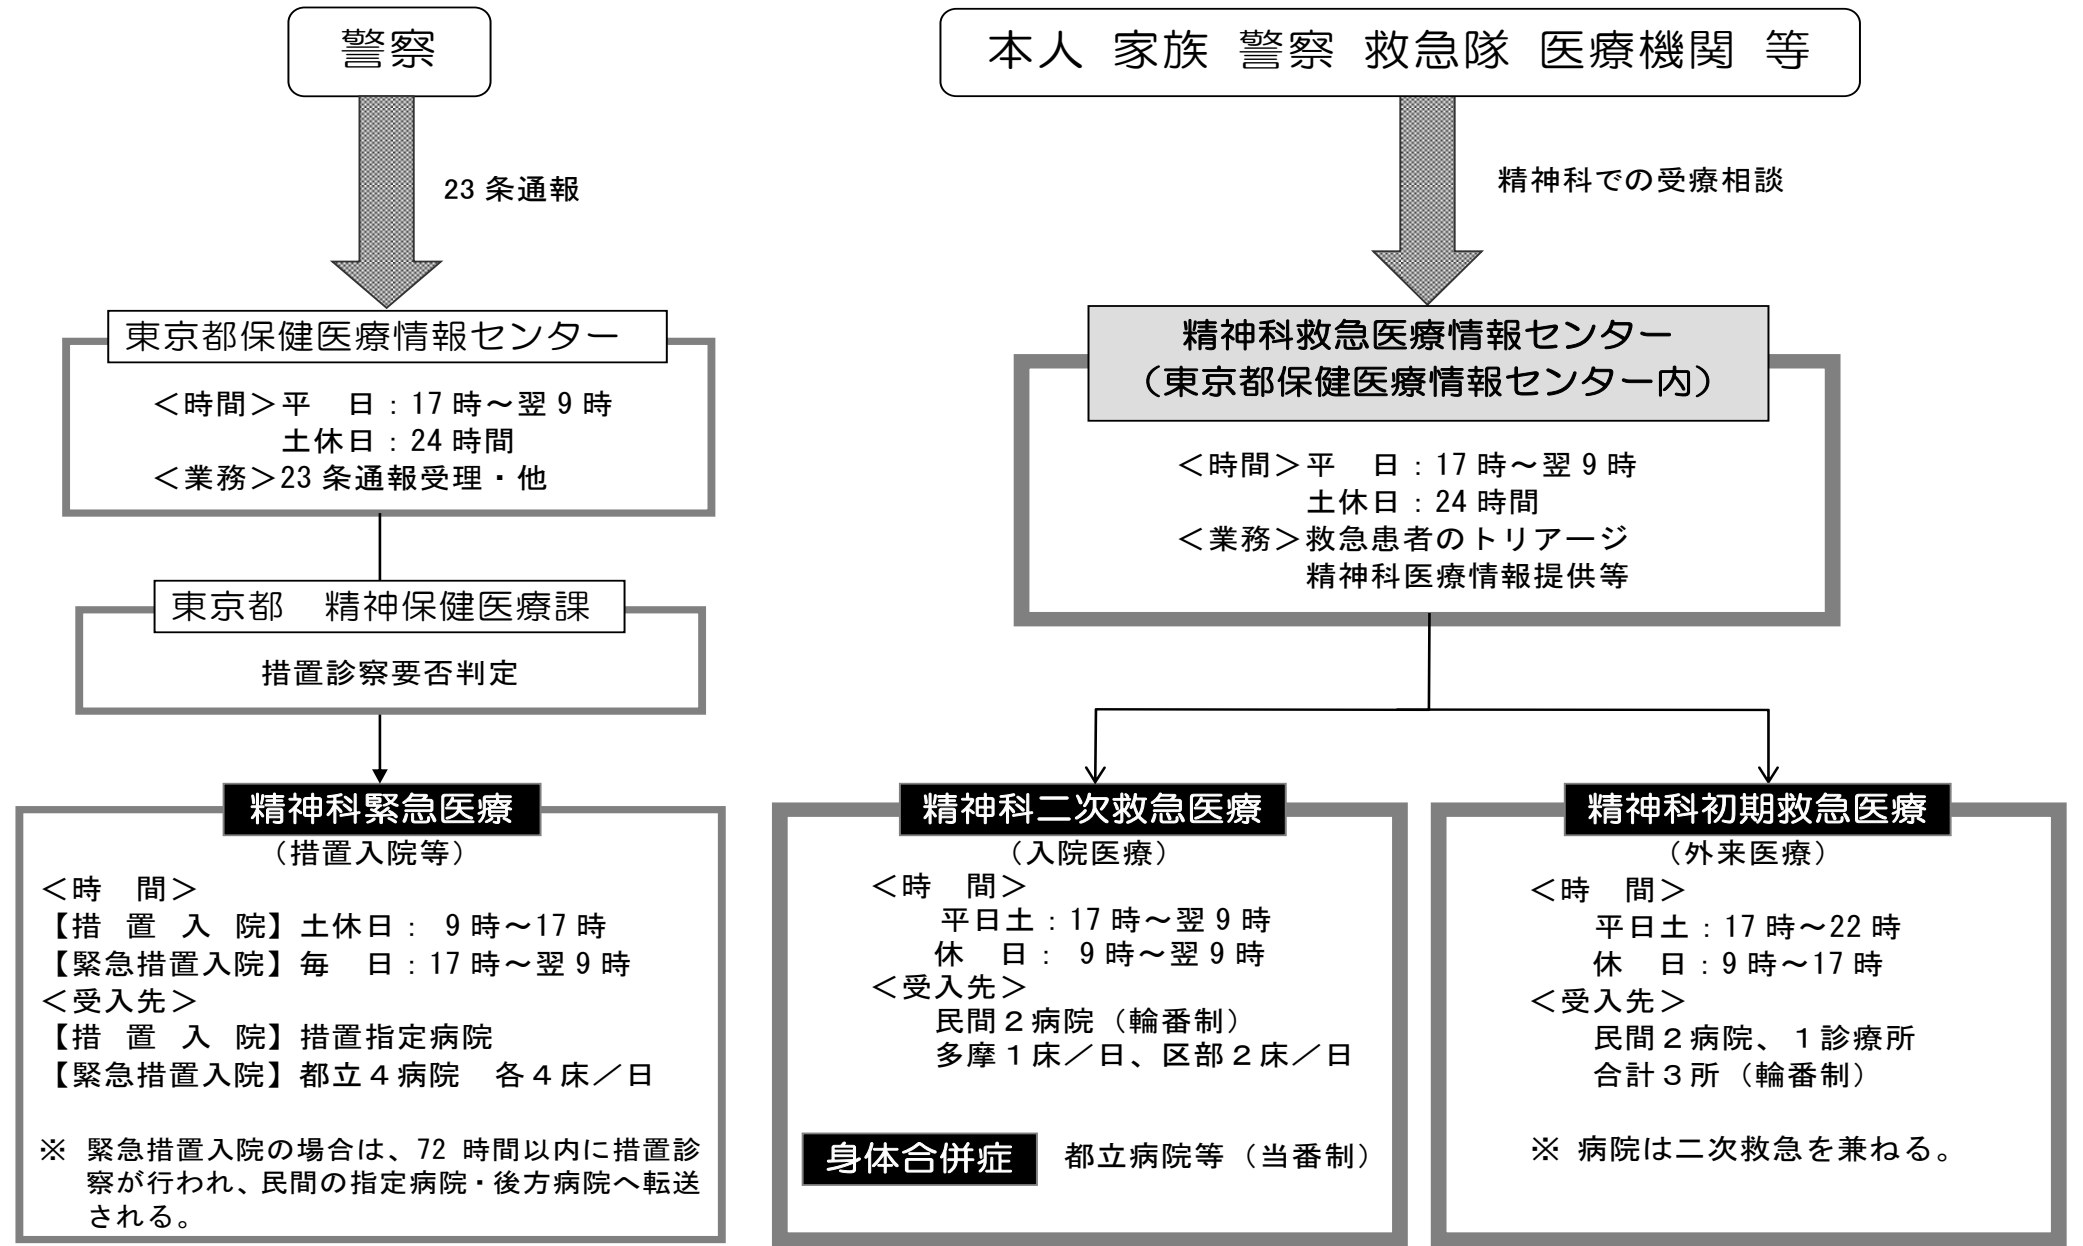 警察
23 条通報
東京都保健医療情報センター
＜時間＞平　日：17 時～翌 9 時
土休日：24 時間
＜業務＞23 条通報受理・他
東京都　精神保健医療課
措置診察要否判定
精神科緊急医療
（措置入院等）
＜時　間＞
【措　置　入　院】土休日：　9 時～17 時
【緊急措置入院】毎　日：17 時～翌 9 時
＜受入先＞
【措　置　入　院】措置指定病院
【緊急措置入院】都立４病院　各４床／日
※　緊急措置入院の場合は、72 時間以内に措置診
察が行われ、民間の指定病院・後方病院へ転送
される。
本人　家族　警察　救急隊　医療機関　等
精神科での受療相談
精神科救急医療情報センター
（東京都保健医療情報センター内）
＜時間＞平　日：17 時～翌 9 時
土休日：24 時間
＜業務＞救急患者のトリアージ
精神科医療情報提供等
精神科二次救急医療
（入院医療）
＜時　間＞
平日土：17 時～翌 9 時
休　日：　9 時～翌 9 時
＜受入先＞
民間２病院（輪番制）
多摩１床／日、区部２床／日
身体合併症　都立病院等（当番制）
精神科初期救急医療
（外来医療）
＜時　間＞
平日土：17 時～22 時
休　日：9 時～17 時
＜受入先＞
民間２病院、１診療所
合計３所（輪番制）
※ 病院は二次救急を兼ねる。